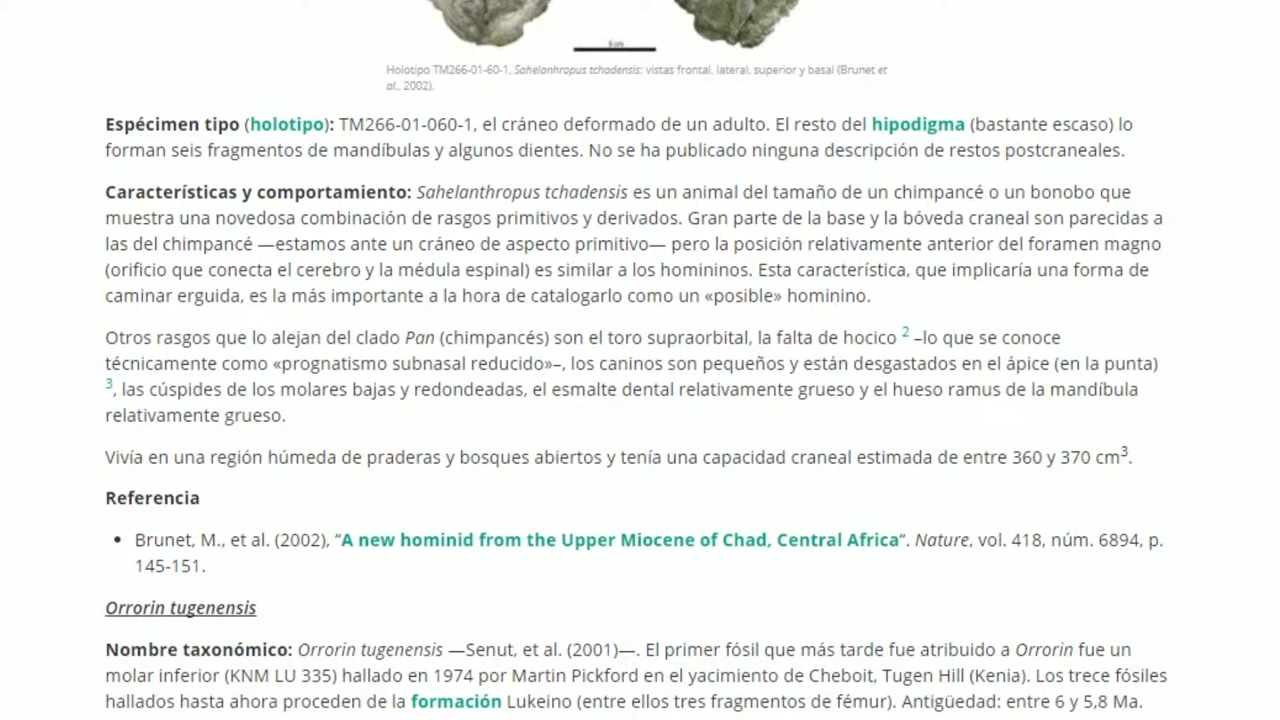 5 cm
Holotipo TM266-01-60-1, Sahelanthropus tchadensis: vistas frontal, lateral, superior y basal (Brunet et
al., 2002).
Espécimen tipo (holotipo): TM266-01-060-1, el cráneo deformado de un adulto. El resto del hipodigma (bastante escaso) lo
forman seis fragmentos de mandíbulas y algunos dientes. No se ha publicado ninguna descripción de restos postcraneales.
Características y comportamiento: Sahelanthropus tchadensis es un animal del tamaño de un chimpancé o un bonobo que
muestra una novedosa combinación de rasgos primitivos y derivados. Gran parte de la base y la bóveda craneal son parecidas a
las del chimpancé —estamos ante un cráneo de aspecto primitivo— pero la posición relativamente anterior del foramen magno
(orificio que conecta el cerebro y la médula espinal) es similar a los homininos. Esta característica, que implicaría una forma de
caminar erguida, es la más importante a la hora de catalogarlo como un «posible» hominino.
Otros rasgos que lo alejan del clado Pan (chimpancés) son el toro supraorbital, la falta de hocico 2 –lo que se conoce
técnicamente como «prognatismo subnasal reducido»–, los caninos son pequeños y están desgastados en el ápice (en la punta)
3, las cúspides de los molares bajas y redondeadas, el esmalte dental relativamente grueso y el hueso ramus de la mandíbula
relativamente grueso.
Vivía en una región húmeda de praderas y bosques abiertos y tenía una capacidad craneal estimada de entre 360 y 370 cm3.
Referencia
• Brunet, M., et al. (2002), “A new hominid from the Upper Miocene of Chad, Central Africa“. Nature, vol. 418, núm. 6894, p.
145-151.
Orrorin tugenensis
Nombre taxonómico: Orrorin tugenensis —Senut, et al. (2001)—. El primer fósil que más tarde fue atribuido a Orrorin fue un
molar inferior (KNM LU 335) hallado en 1974 por Martin Pickford en el yacimiento de Cheboit, Tugen Hill (Kenia). Los trece fósiles
hallados hasta ahora proceden de la formación Lukeino (entre ellos tres fragmentos de fémur). Antigüedad: entre 6 y 5,8 Ma.